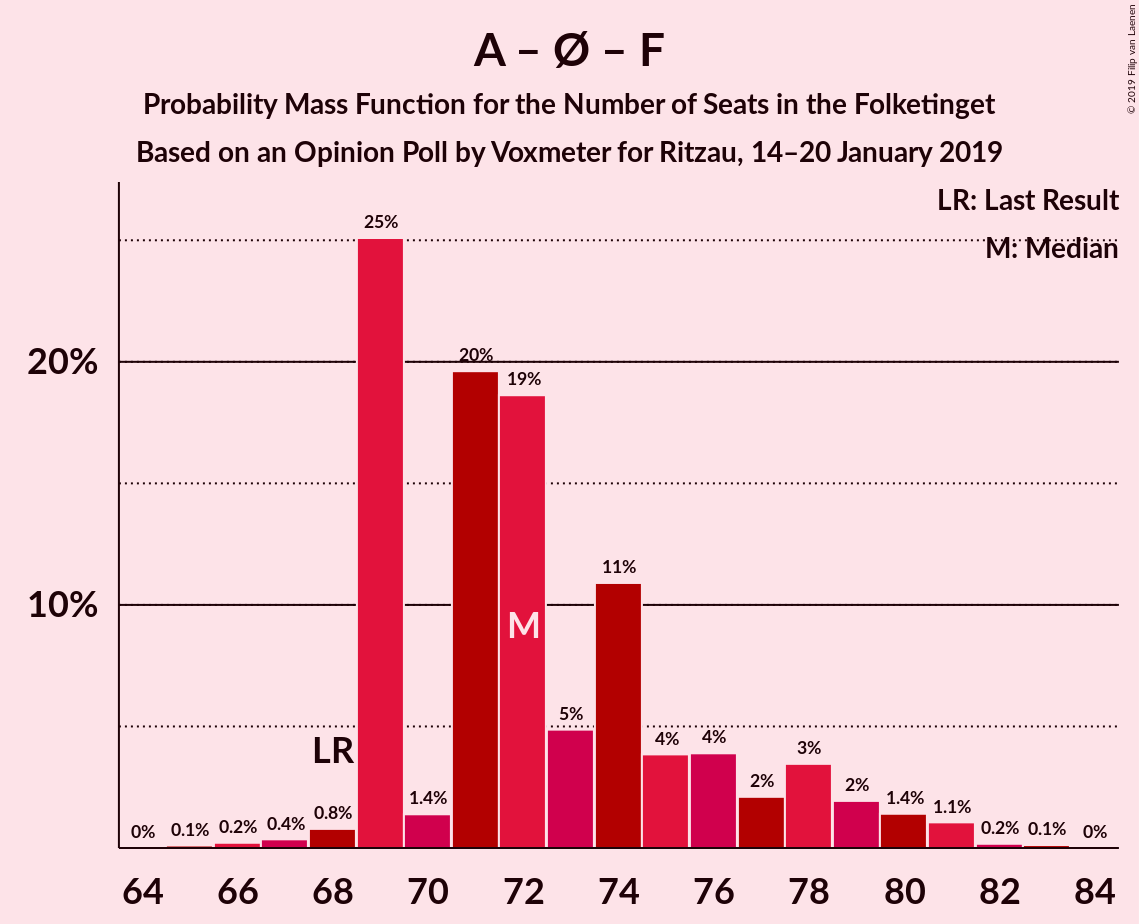 A – Ø – F
Probability Mass Function for the Number of Seats in the Folketinget
Based on an Opinion Poll by Voxmeter for Ritzau, 14–20 January 2019
© 2019 Filip van Laenen
LR: Last Result
M: Median
20%
10%
0%
0.1%
0.2%
0.4%
0.8%
25%
1.4%
20%
19%
5%
11%
4%
4%
2%
3%
2%
1.4%
1.1%
0.2%
0.1%
0%
LR
M
64 66 68 70 72 74 76 78 80 82 84